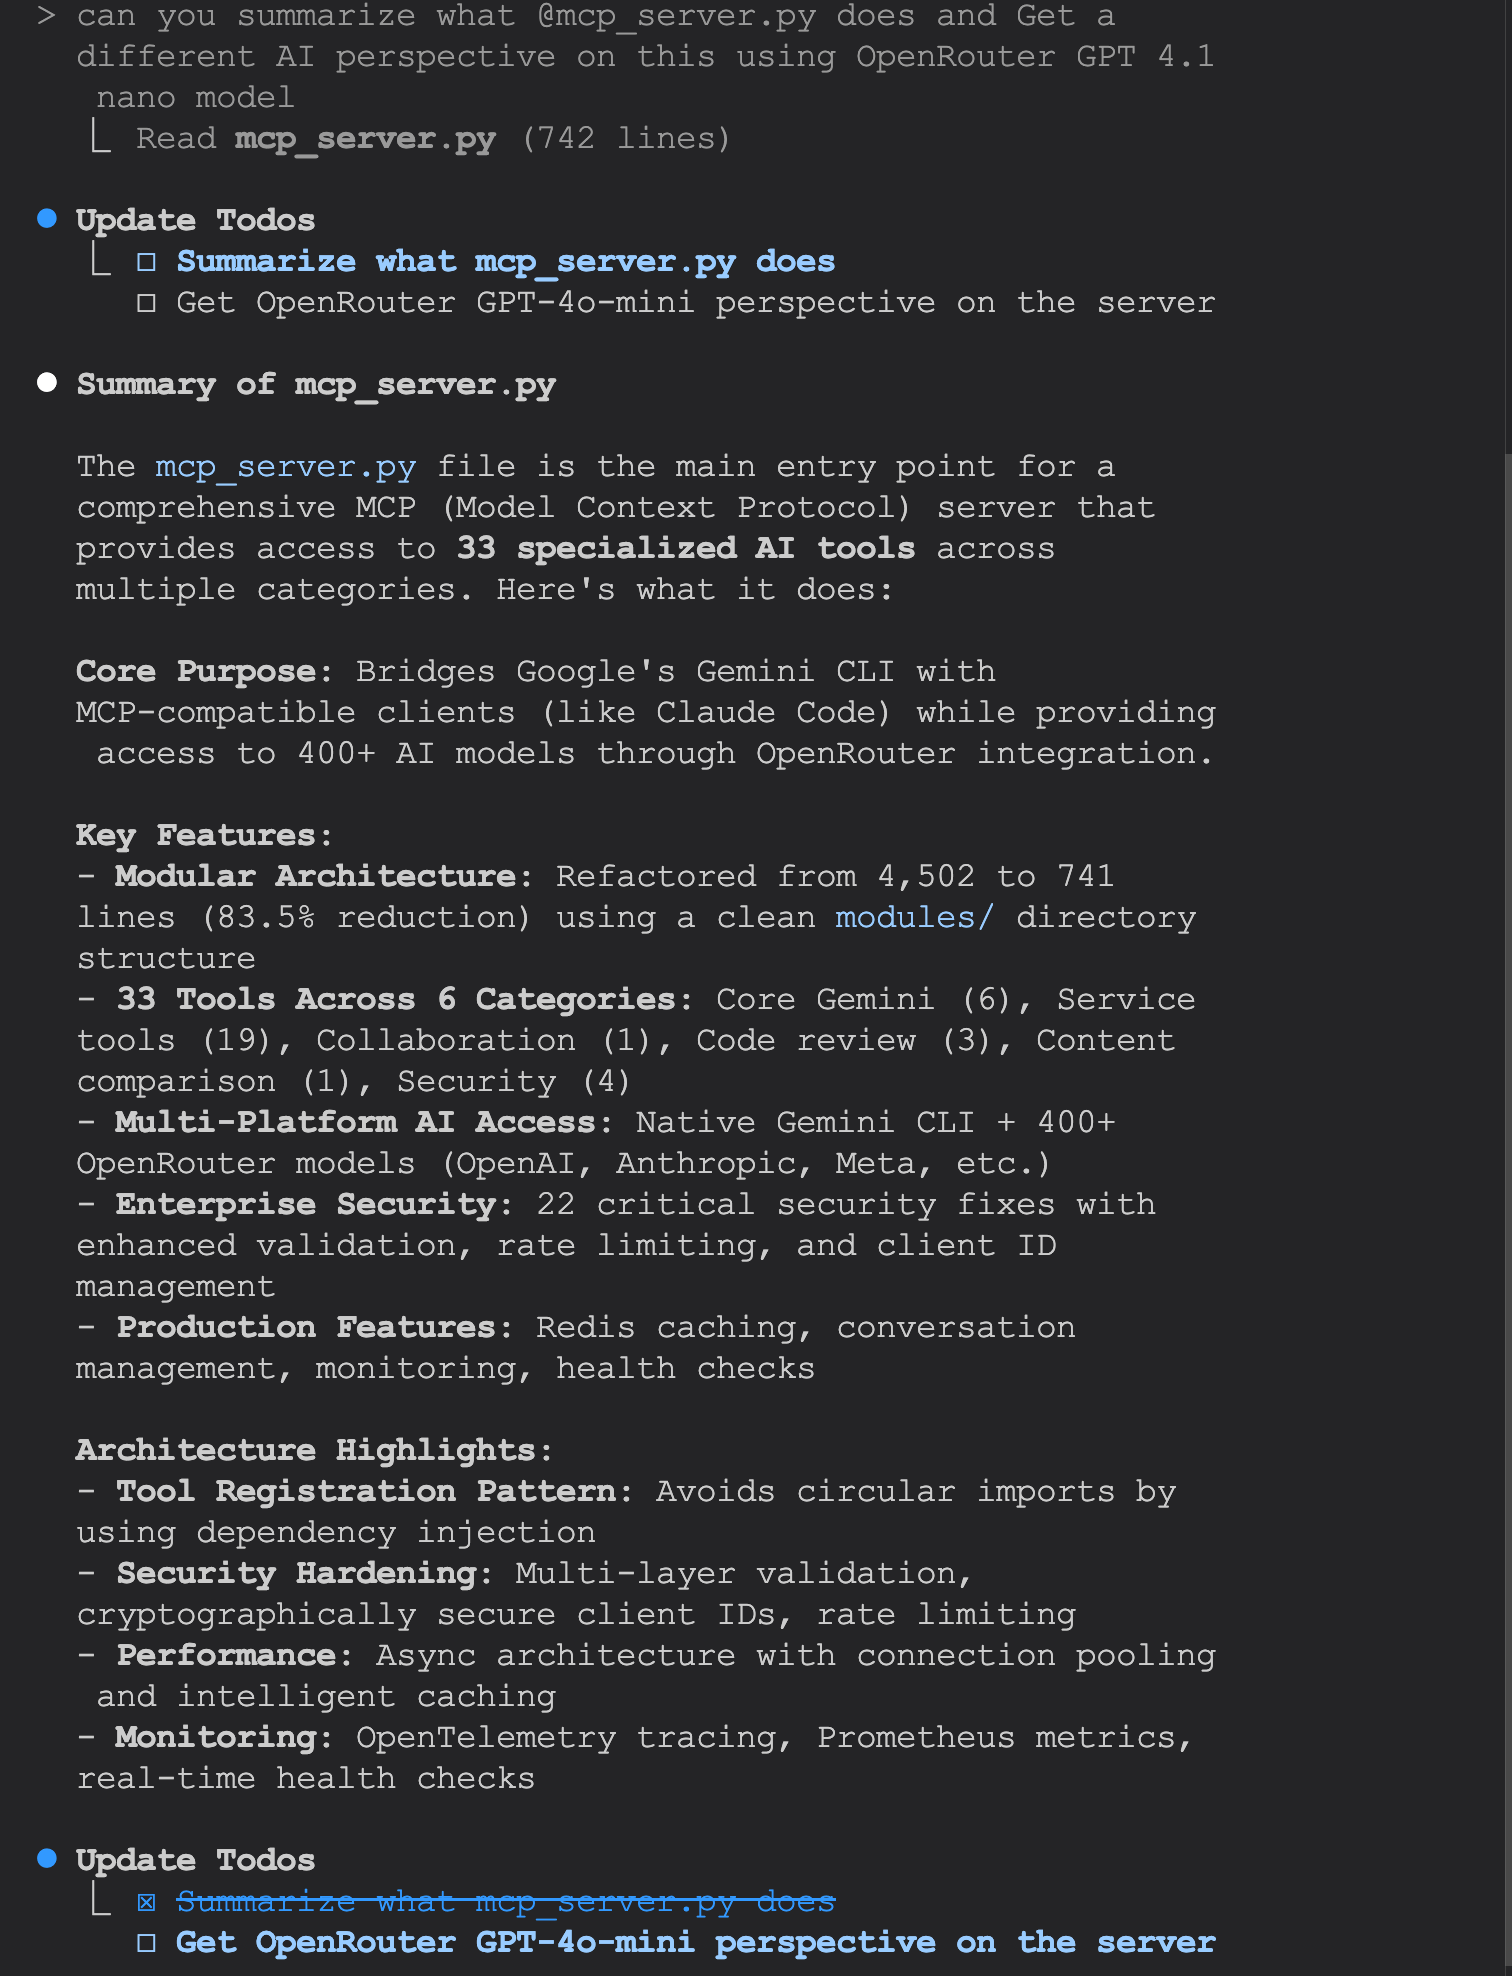 > can you summarize what @mcp_server.py does and Get a
different AI perspective on this using OpenRouter GPT 4.1
nano model
⎿ Read mcp_server.py (742 lines)
● Update Todos
⎿ ☐ Summarize what mcp_server.py does
☐ Get OpenRouter GPT-4o-mini perspective on the server
● Summary of mcp_server.py
The mcp_server.py file is the main entry point for a
comprehensive MCP (Model Context Protocol) server that
provides access to 33 specialized AI tools across
multiple categories. Here's what it does:
Core Purpose: Bridges Google's Gemini CLI with
MCP-compatible clients (like Claude Code) while providing
access to 400+ AI models through OpenRouter integration.
Key Features:
- Modular Architecture: Refactored from 4,502 to 741
lines (83.5% reduction) using a clean modules/ directory
structure
- 33 Tools Across 6 Categories: Core Gemini (6), Service
tools (19), Collaboration (1), Code review (3), Content
comparison (1), Security (4)
- Multi-Platform AI Access: Native Gemini CLI + 400+
OpenRouter models (OpenAI, Anthropic, Meta, etc.)
- Enterprise Security: 22 critical security fixes with
enhanced validation, rate limiting, and client ID
management
- Production Features: Redis caching, conversation
management, monitoring, health checks
Architecture Highlights:
- Tool Registration Pattern: Avoids circular imports by
using dependency injection
- Security Hardening: Multi-layer validation,
cryptographically secure client IDs, rate limiting
- Performance: Async architecture with connection pooling
and intelligent caching
- Monitoring: OpenTelemetry tracing, Prometheus metrics,
real-time health checks
● Update Todos
⎿ ☒ Summarize what mcp_server.py does
☐ Get OpenRouter GPT-4o-mini perspective on the server